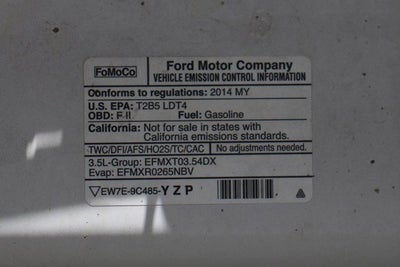 FoMoCo
Ford Motor Company
VEHICLE EMISSION CONTROL INFORMATION
Conforms to regulations: 2014 MY
U.S. EPA: T2B5 LDT4
OBD: F II Fuel: Gasoline
California: Not for sale in states with
California emissions standards.
TWC/DFI/AFS/HO2S/TC/CAC No adjustments needed.
3.5L-Group: EFMXT03.54DX
Evap: EFMXR0265NBV
EW7E-9C485-YZP